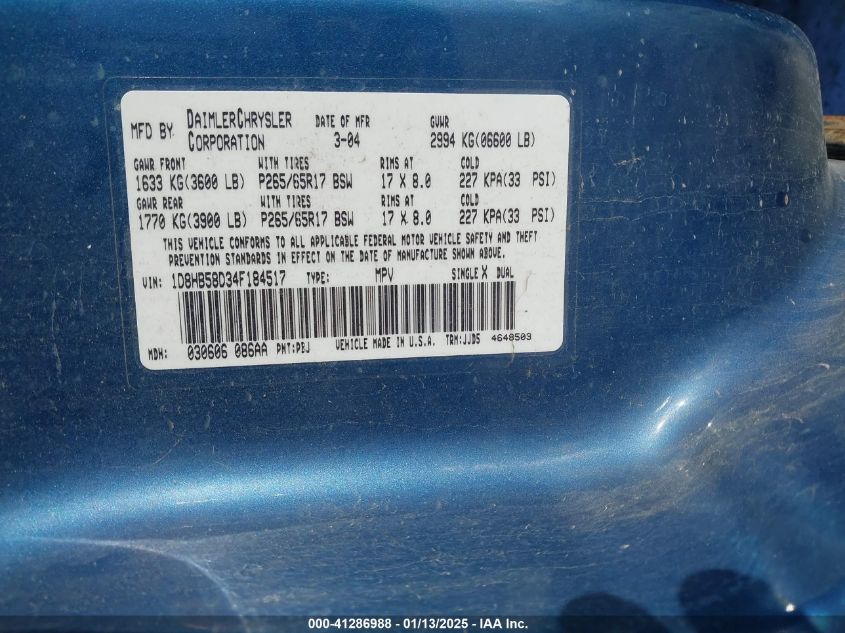 MFD BY DAIMLERCHRYSLER CORPORATION DATE OF MFR 3-04 GVWR 2994 KG(06600 LB)
GAWR FRONT WITH TIRES RIMS AT COLD
1633 KG(3600 LB) P265/65R17 BSW 17 X 8.0 227 KPA(33 PSI)
GAWR REAR WITH TIRES RIMS AT COLD
1770 KG(3900 LB) P265/65R17 BSW 17 X 8.0 227 KPA(33 PSI)
THIS VEHICLE CONFORMS TO ALL APPLICABLE FEDERAL MOTOR VEHICLE SAFETY AND THEFT
PREVENTION STANDARDS IN EFFECT ON THE DATE OF MANUFACTURE SHOWN ABOVE.
VIN: 1D8HB58D34F184517 TYPE: MPV SINGLE X DUAL
MDH: 030606 086AA PNT:PBJ VEHICLE MADE IN U.S.A. TRM:JJD5 4648503
000-41286988 - 01/13/2025 - IAA Inc.